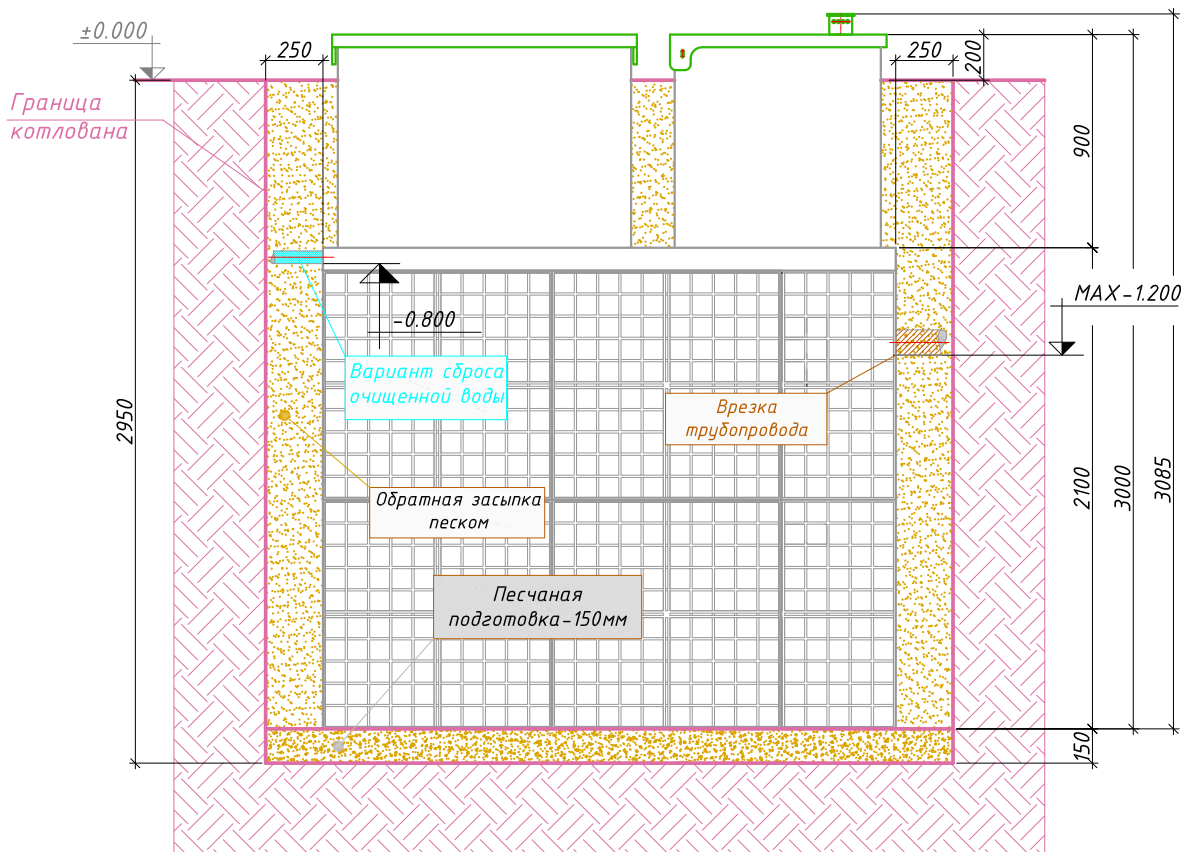 ±0.000
250
250
200
Граница
котлована
900
MAX-1.200
-0.800
Вариант сброса
очищенной воды
Врезка
трубопровода
2950
2100
3000
3085
Обратная засыпка
песком
Песчаная
подготовка-150мм
150